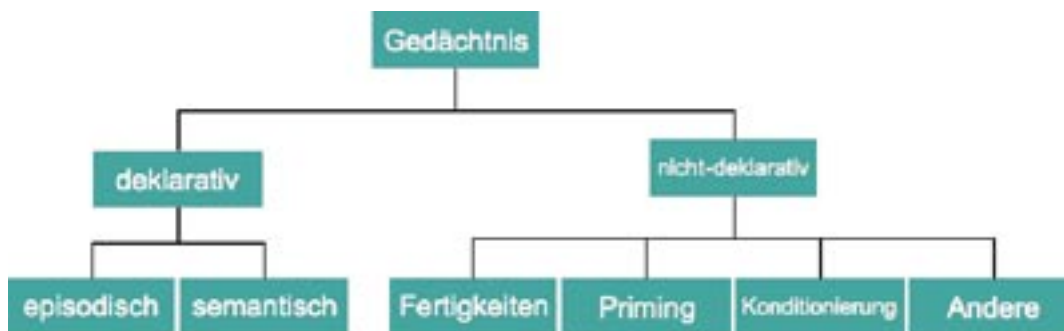 Gedächtnis
deklarativ
nicht-deklarativ
episodisch
semantisch
Fertigkeiten
Priming
Konditionierung
Andere